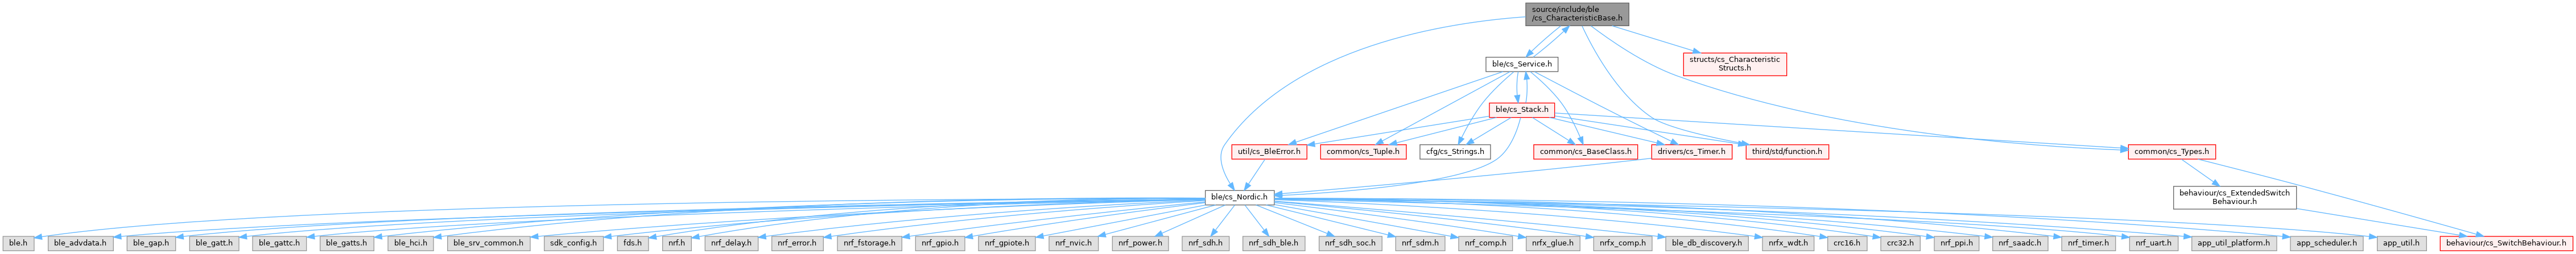 source/include/ble
/cs_CharacteristicBase.h
ble/cs_Service.h
structs/cs_Characteristic
Structs.h
ble/cs_Stack.h
util/cs_BleError.h
common/cs_Tuple.h
cfg/cs_Strings.h
common/cs_BaseClass.h
drivers/cs_Timer.h
third/std/function.h
common/cs_Types.h
ble/cs_Nordic.h
behaviour/cs_ExtendedSwitch
Behaviour.h
ble.h
ble_advdata.h
ble_gap.h
ble_gatt.h
ble_gattc.h
ble_gatts.h
ble_hci.h
ble_srv_common.h
sdk_config.h
fds.h
nrf.h
nrf_delay.h
nrf_error.h
nrf_fstorage.h
nrf_gpio.h
nrf_gpiote.h
nrf_nvic.h
nrf_power.h
nrf_sdh.h
nrf_sdh_ble.h
nrf_sdh_soc.h
nrf_sdm.h
nrf_comp.h
nrfx_glue.h
nrfx_comp.h
ble_db_discovery.h
nrfx_wdt.h
crc16.h
crc32.h
nrf_ppi.h
nrf_saadc.h
nrf_timer.h
nrf_uart.h
app_util_platform.h
app_scheduler.h
app_util.h
behaviour/cs_SwitchBehaviour.h